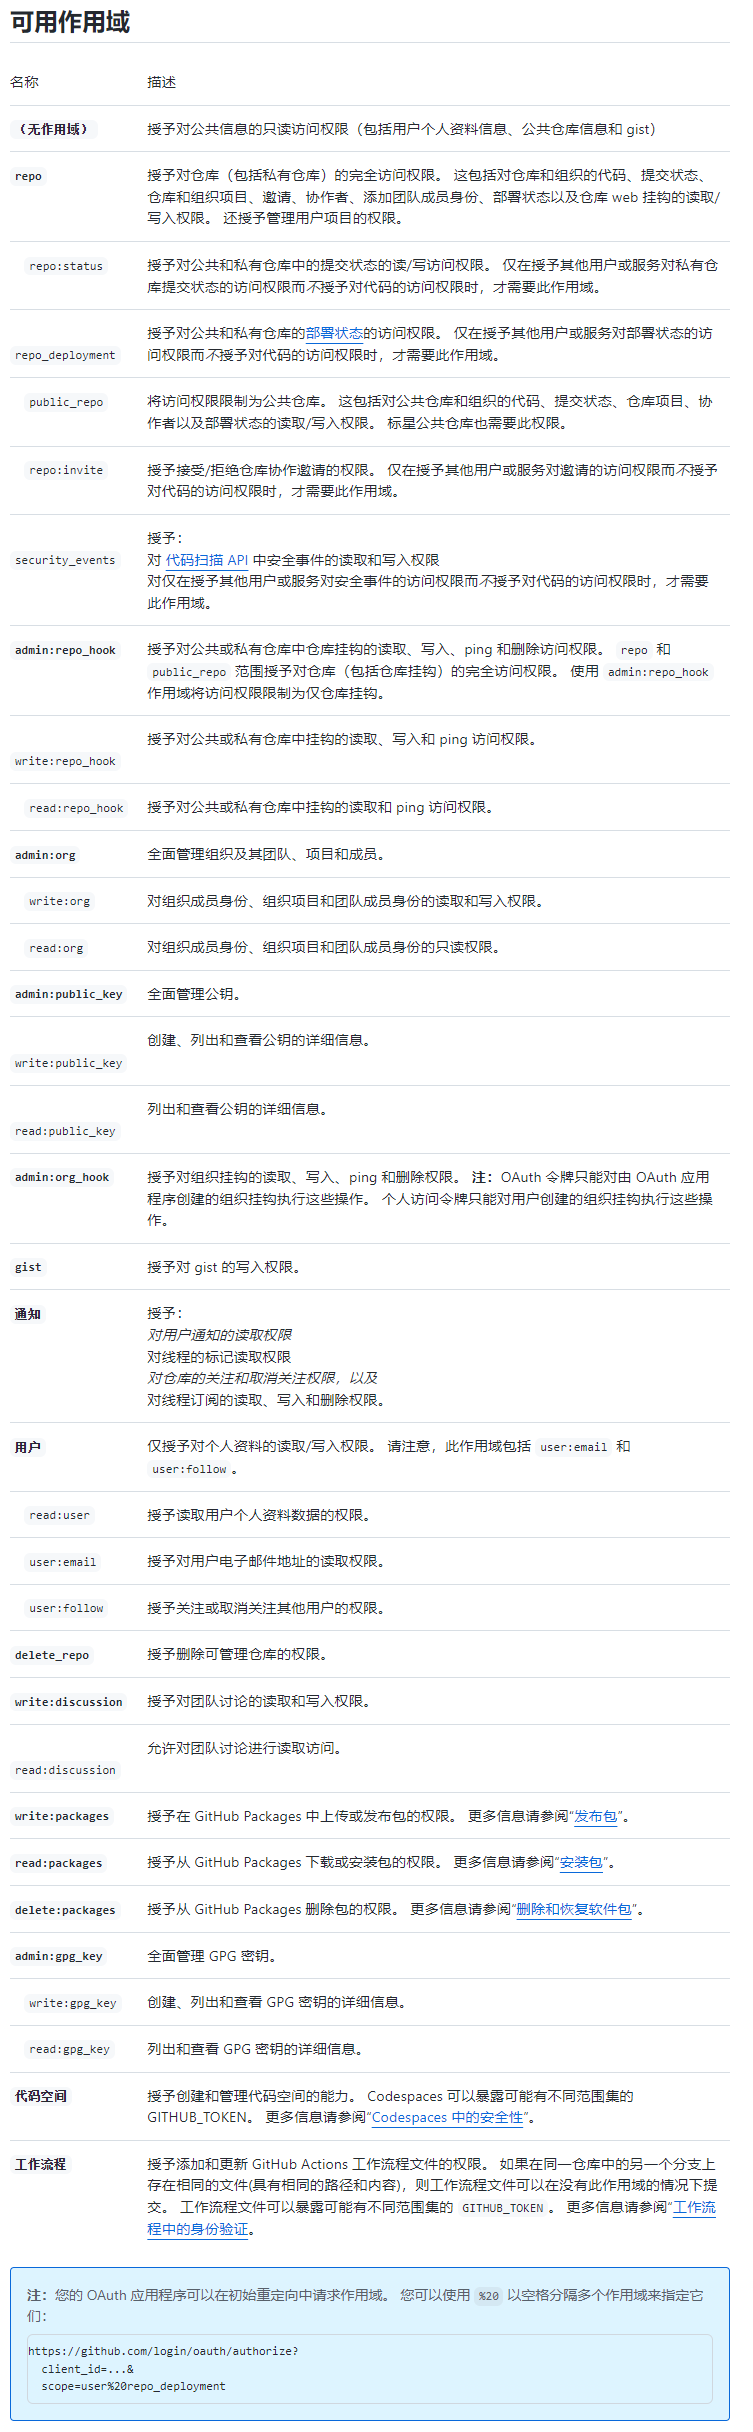 可用作用域
名称 描述
（无作用域） 授予对公共信息的只读访问权限（包括用户个人资料信息、公共仓库信息和 gist）
repo 授予对仓库（包括私有仓库）的完全访问权限。 这包括对仓库和组织的代码、提交状态、
仓库和组织项目、邀请、协作者、添加团队成员身份、部署状态以及仓库 web 挂钩的读取/
写入权限。 还授予管理用户项目的权限。
repo:status 授予对公共和私有仓库中的提交状态的读/写访问权限。 仅在授予其他用户或服务对私有仓
库提交状态的访问权限而不授予对代码的访问权限时，才需要此作用域。
授予对公共和私有仓库的部署状态的访问权限。 仅在授予其他用户或服务对部署状态的访
repo_deployment 问权限而不授予对代码的访问权限时，才需要此作用域。
public_repo 将访问权限限制为公共仓库。 这包括对公共仓库和组织的代码、提交状态、仓库项目、协
作者以及部署状态的读取/写入权限。 标星公共仓库也需要此权限。
repo:invite 授予接受/拒绝仓库协作邀请的权限。 仅在授予其他用户或服务对邀请的访问权限而不授予
对代码的访问权限时，才需要此作用域。
授予：
security_events 对 代码扫描 API 中安全事件的读取和写入权限
对仅在授予其他用户或服务对安全事件的访问权限而不授予对代码的访问权限时，才需要
此作用域。
admin:repo_hook 授予对公共或私有仓库中仓库挂钩的读取、写入、ping 和删除访问权限。 repo 和
public_repo 范围授予对仓库（包括仓库挂钩）的完全访问权限。 使用 admin:repo_hook
作用域将访问权限限制为仅仓库挂钩。
授予对公共或私有仓库中挂钩的读取、写入和 ping 访问权限。
write:repo_hook
read:repo_hook 授予对公共或私有仓库中挂钩的读取和 ping 访问权限。
admin:org 全面管理组织及其团队、项目和成员。
write:org 对组织成员身份、组织项目和团队成员身份的读取和写入权限。
read:org 对组织成员身份、组织项目和团队成员身份的只读权限。
admin:public_key 全面管理公钥。
创建、列出和查看公钥的详细信息。
write:public_key
列出和查看公钥的详细信息。
read:public_key
admin:org_hook 授予对组织挂钩的读取、写入、ping 和删除权限。 注：OAuth 令牌只能对由 OAuth 应用
程序创建的组织挂钩执行这些操作。 个人访问令牌只能对用户创建的组织挂钩执行这些操
作。
gist 授予对 gist 的写入权限。
通知 授予：
对用户通知的读取权限
对线程的标记读取权限
对仓库的关注和取消关注权限，以及
对线程订阅的读取、写入和删除权限。
用户 仅授予对个人资料的读取/写入权限。 请注意，此作用域包括 user:email 和
user:follow 。
read:user 授予读取用户个人资料数据的权限。
user:email 授予对用户电子邮件地址的读取权限。
user:follow 授予关注或取消关注其他用户的权限。
delete_repo 授予删除可管理仓库的权限。
write:discussion 授予对团队讨论的读取和写入权限。
允许对团队讨论进行读取访问。
read:discussion
write:packages 授予在 GitHub Packages 中上传或发布包的权限。 更多信息请参阅“发布包”。
read:packages 授予从 GitHub Packages 下载或安装包的权限。 更多信息请参阅“安装包”。
delete:packages 授予从 GitHub Packages 删除包的权限。 更多信息请参阅“删除和恢复软件包”。
admin:gpg_key 全面管理 GPG 密钥。
write:gpg_key 创建、列出和查看 GPG 密钥的详细信息。
read:gpg_key 列出和查看 GPG 密钥的详细信息。
代码空间 授予创建和管理代码空间的能力。 Codespaces 可以暴露可能有不同范围集的
GITHUB_TOKEN。 更多信息请参阅“Codespaces 中的安全性”。
工作流程 授予添加和更新 GitHub Actions 工作流程文件的权限。 如果在同一仓库中的另一个分支上
存在相同的文件(具有相同的路径和内容)，则工作流程文件可以在没有此作用域的情况下提
交。 工作流程文件可以暴露可能有不同范围集的 GITHUB_TOKEN 。 更多信息请参阅“工作流
程中的身份验证。
注：您的 OAuth 应用程序可以在初始重定向中请求作用域。 您可以使用 %20 以空格分隔多个作用域来指定它
们：
https://github.com/login/oauth/authorize?
client_id=...&
scope=user%20repo_deployment